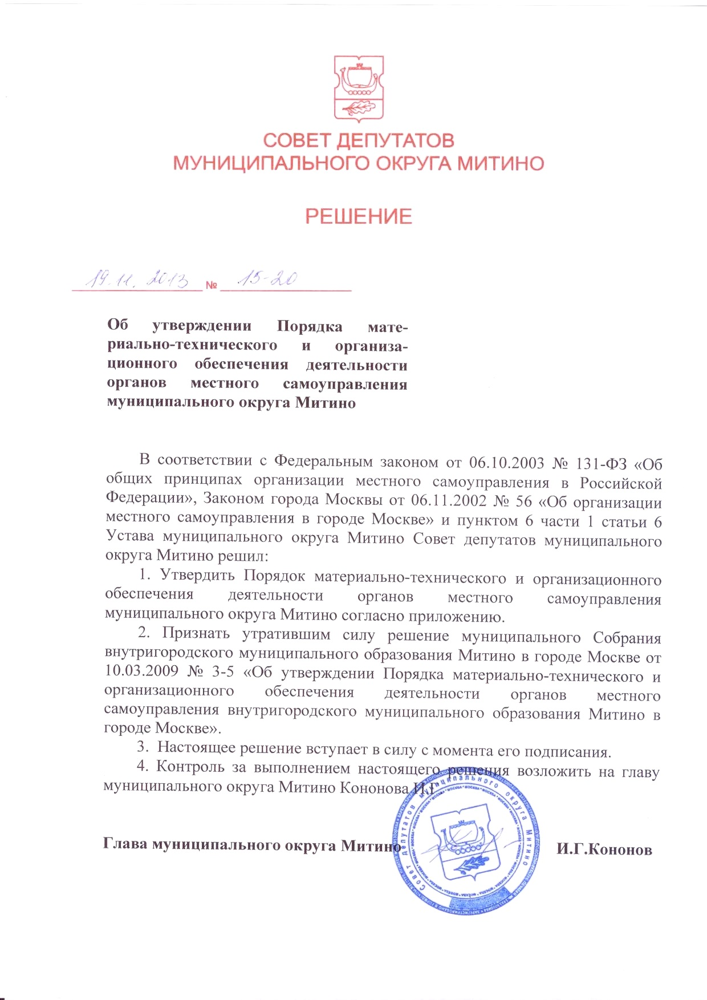 СОВЕТ ДЕПУТАТОВ
МУНИЦИПАЛЬНОГО ОКРУГА МИТИНО
РЕШЕНИЕ
19.11.2013 № 15-20
Об утверждении Порядка мате-
риально-технического и организа-
ционного обеспечения деятельности
органов местного самоуправления
муниципального округа Митино
В соответствии с Федеральным законом от 06.10.2003 № 131-ФЗ «Об
общих принципах организации местного самоуправления в Российской
Федерации», Законом города Москвы от 06.11.2002 № 56 «Об организации
местного самоуправления в городе Москве» и пунктом 6 части 1 статьи 6
Устава муниципального округа Митино Совет депутатов муниципального
округа Митино решил:
1. Утвердить Порядок материально-технического и организационного
обеспечения деятельности органов местного самоуправления
муниципального округа Митино согласно приложению.
2. Признать утратившим силу решение муниципального Собрания
внутригородского муниципального образования Митино в городе Москве от
10.03.2009 № 3-5 «Об утверждении Порядка материально-технического и
организационного обеспечения деятельности органов местного
самоуправления внутригородского муниципального образования Митино в
городе Москве».
3. Настоящее решение вступает в силу с момента его подписания.
4. Контроль за выполнением настоящего решения возложить на главу
муниципального округа Митино Кононова И.Г
Глава муниципального округа Митино И.Г.Кононов
Совет депутатов муниципального округа Митино
МОСКВА * МОСКВА * МОСКВА